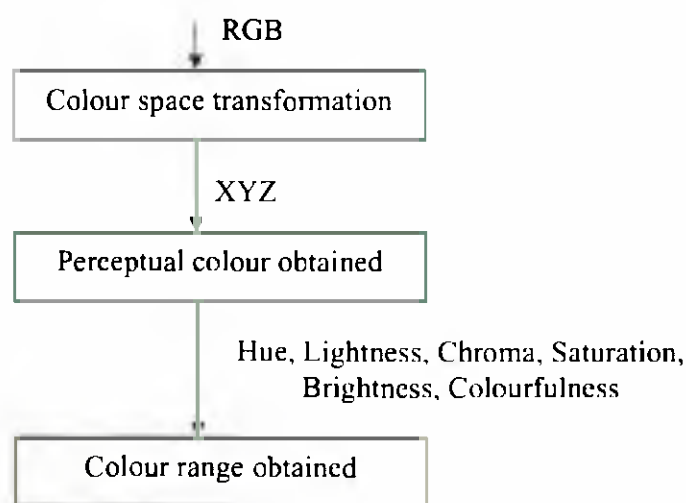 RGB
Colour space transformation
XYZ
Perceptual colour obtained
Hue, Lightness, Chroma, Saturation,
Brightness, Colourfulness
Colour range obtained